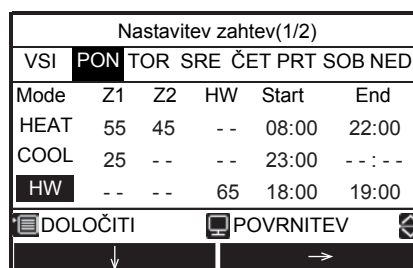 Nastavitev zahtev(1/2)
VSI PON TOR SRE ČET PRT SOB NED
Mode Z1 Z2 HW Start End
HEAT 55 45 - - 08:00 22:00
COOL 25 - - - - 23:00 - - : - -
HW - - - - 65 18:00 19:00
DOLOČITI POVRNITEV
↓ →